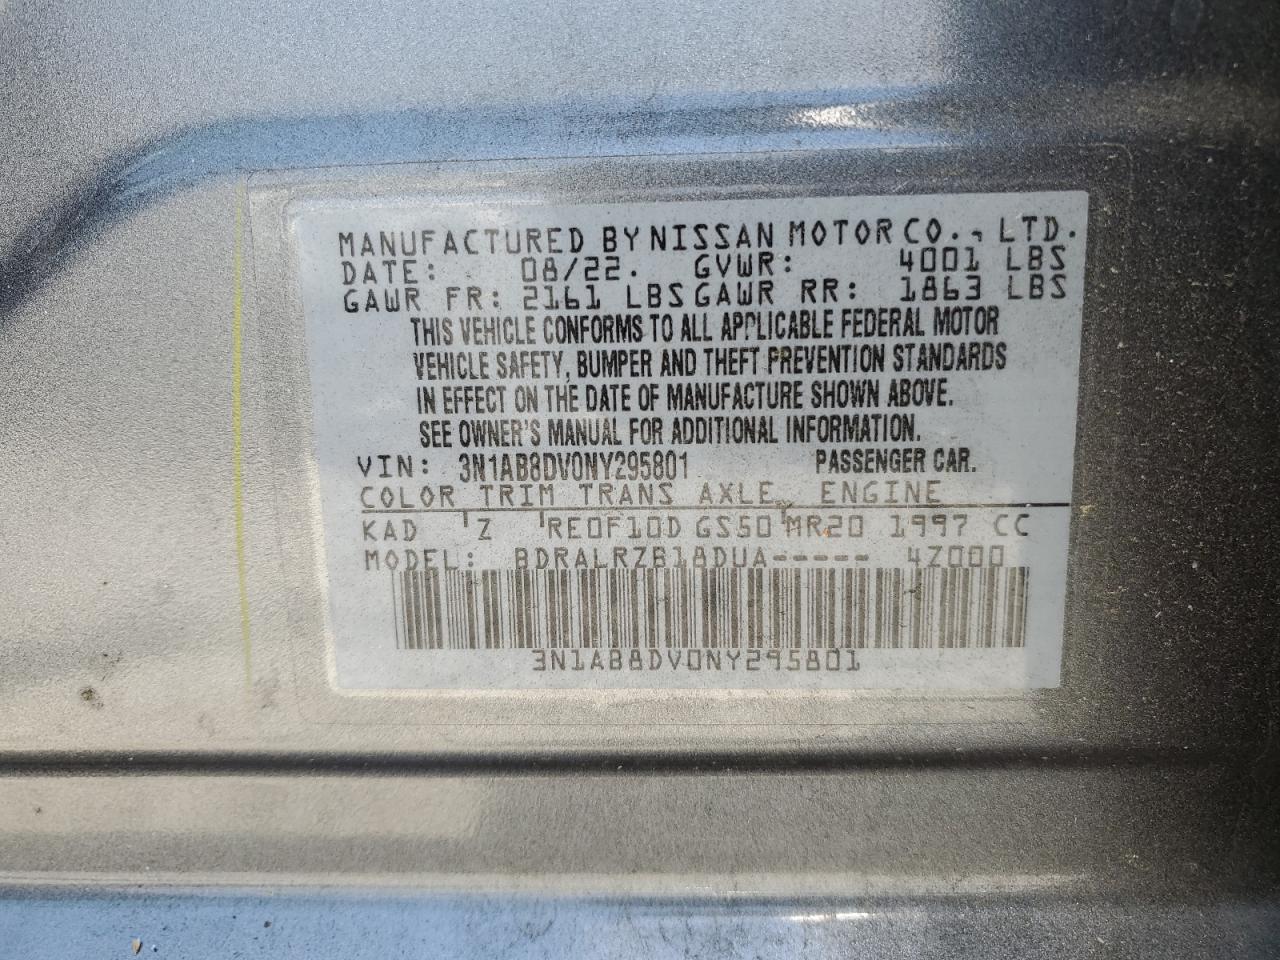 MANUFACTURED BY NISSAN MOTOR CO., LTD.
DATE: 08/22. GVWR: 4001 LBS
GAWR FR: 2161 LBS GAWR RR: 1863 LBS
THIS VEHICLE CONFORMS TO ALL APPLICABLE FEDERAL MOTOR
VEHICLE SAFETY, BUMPER AND THEFT PREVENTION STANDARDS
IN EFFECT ON THE DATE OF MANUFACTURE SHOWN ABOVE.
SEE OWNER'S MANUAL FOR ADDITIONAL INFORMATION.
VIN: 3N1AB8DV0NY295801 PASSENGER CAR.
COLOR TRIM TRANS AXLE ENGINE
KAD Z RE0F10D GS50 MR20 1997 CC
MODEL: BDRALRZB18DUA----- 4Z000
3N1AB8DV0NY295801